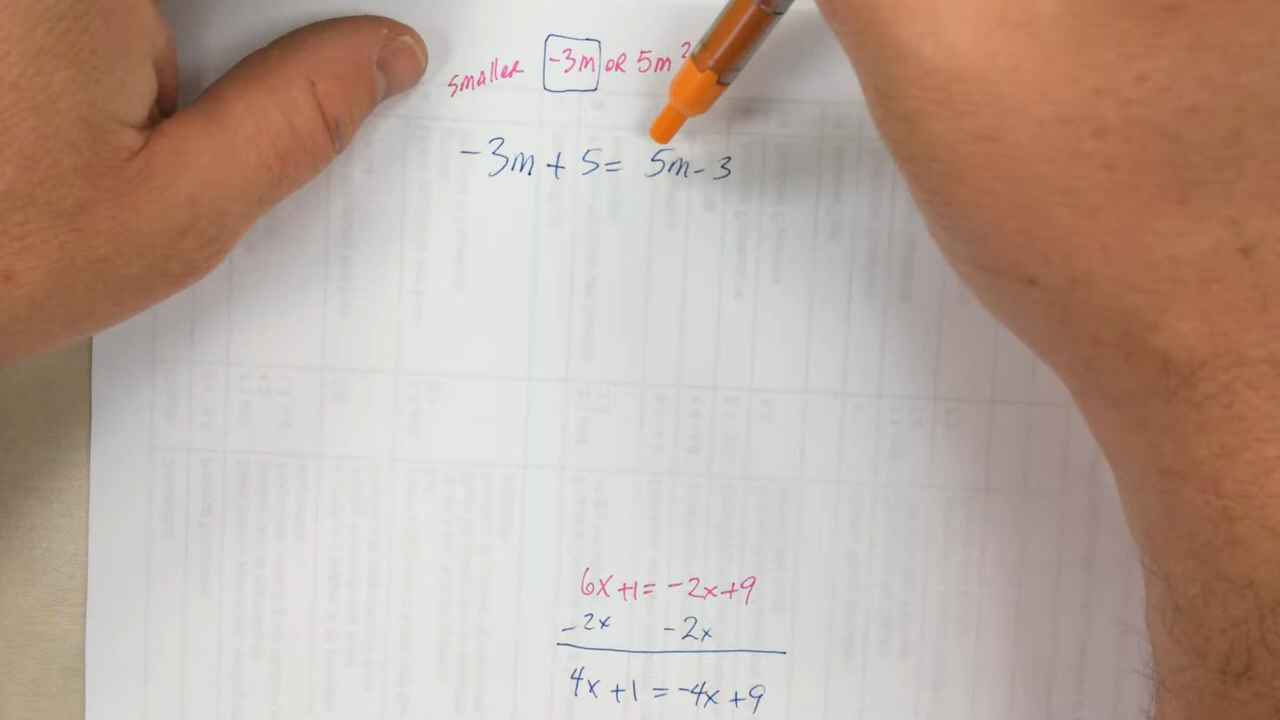 smaller -3m OR 5m?
-3m + 5 = 5m - 3
6x + 1 = -2x + 9
-2x -2x
4x + 1 = -4x + 9